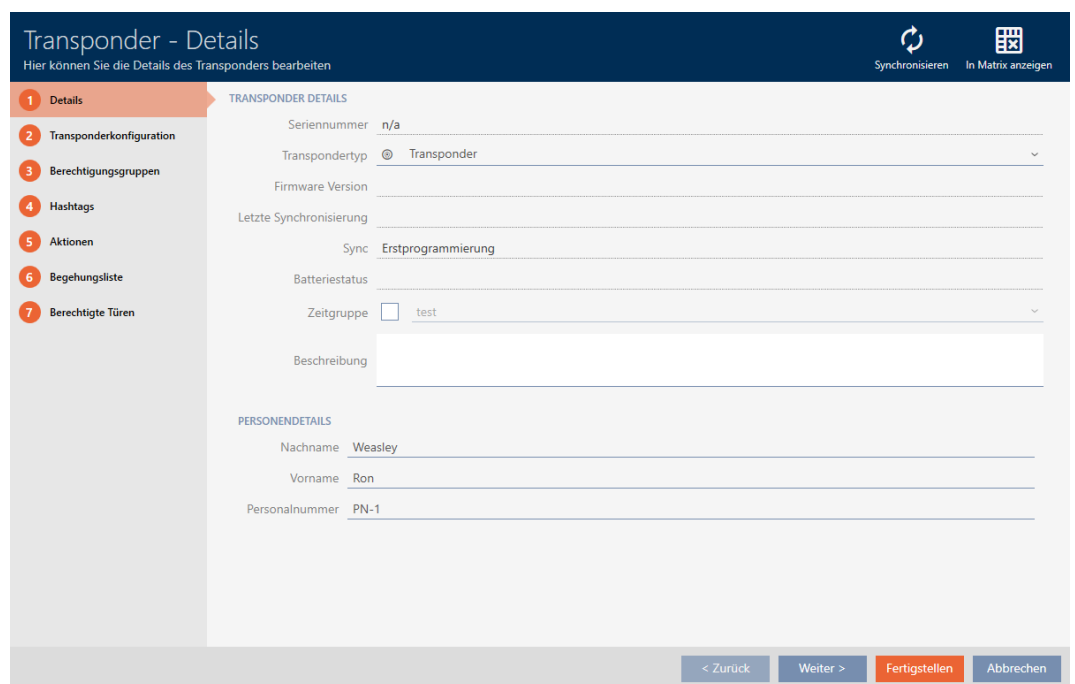 Transponder - Details
Hier können Sie die Details des Transponders bearbeiten
Synchronisieren
In Matrix anzeigen
1 Details
2 Transponderkonfiguration
3 Berechtigungsgruppen
4 Hashtags
5 Aktionen
6 Begehungsliste
7 Berechtigte Türen
TRANSPONDER DETAILS
Seriennummer n/a
Transpondertyp Transponder
Firmware Version
Letzte Synchronisierung
Sync Erstprogrammierung
Batteriestatus
Zeitgruppe test
Beschreibung
PERSONENDETAILS
Nachname Weasley
Vorname Ron
Personalnummer PN-1
< Zurück
Weiter >
Fertigstellen
Abbrechen